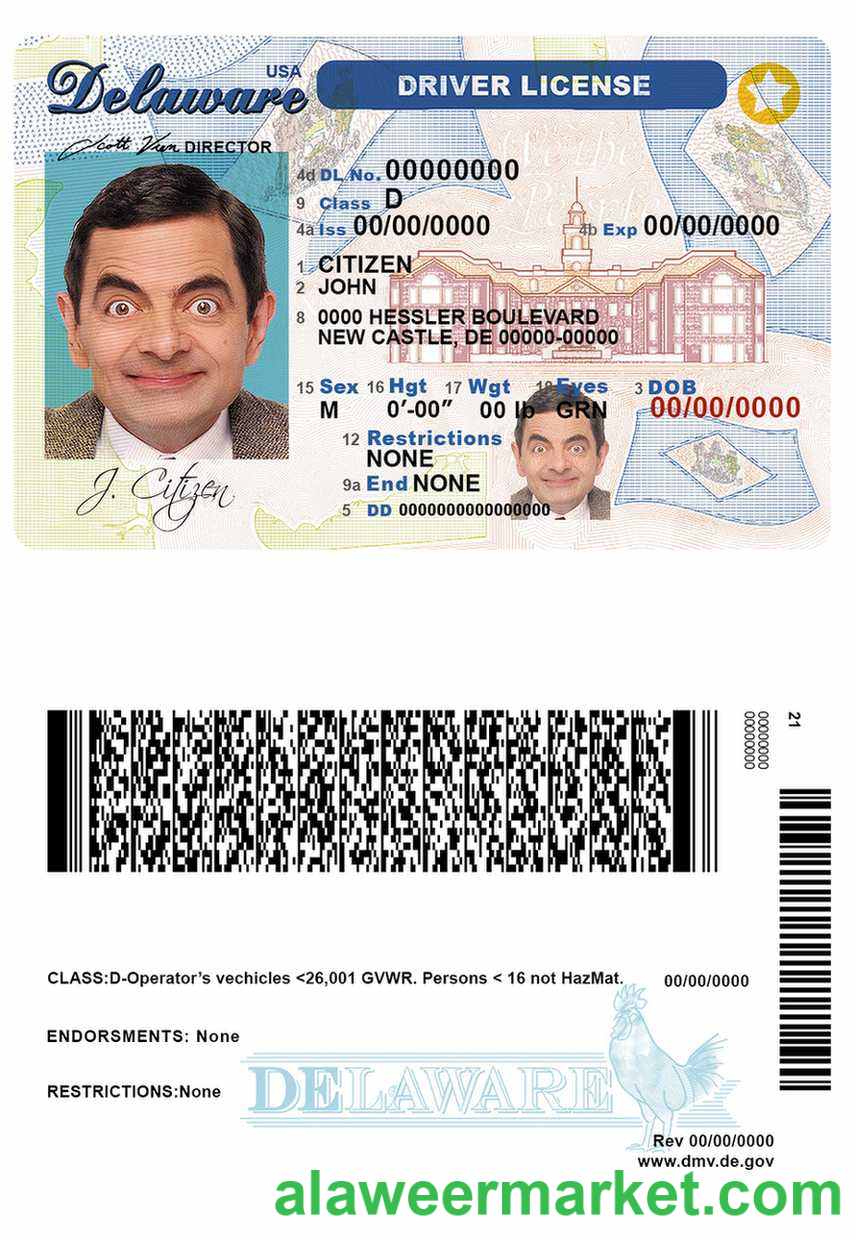 Delaware USA
DRIVER LICENSE
Scott Vien DIRECTOR
We the
People
4d DL No. 00000000
9 Class D
4a Iss 00/00/0000 4b Exp 00/00/0000
1 CITIZEN
2 JOHN
8 0000 HESSLER BOULEVARD
NEW CASTLE, DE 00000-00000
15 Sex 16 Hgt 17 Wgt 18 Eyes 3 DOB
M 0'-00” 00 lb GRN 00/00/0000
12 Restrictions
NONE
9a End NONE
5 DD 0000000000000000
J. Citizen
21
00000000
00000000
CLASS:D-Operator’s vechicles <26,001 GVWR. Persons < 16 not HazMat. 00/00/0000
ENDORSMENTS: None
RESTRICTIONS:None
DELAWARE
Rev 00/00/0000
www.dmv.de.gov
alaweermarket.com